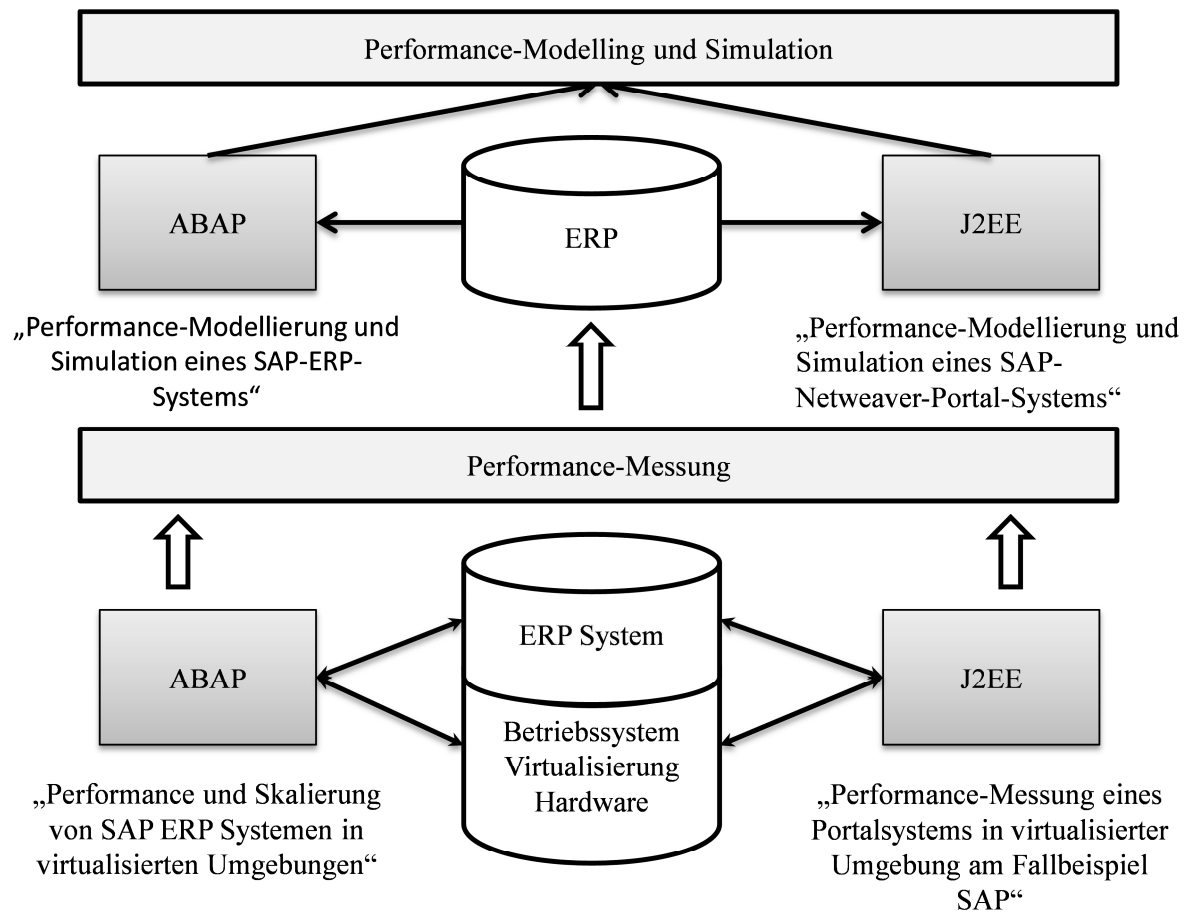 Performance-Modelling und Simulation
ABAP
ERP
J2EE
„Performance-Modellierung und
Simulation eines SAP-ERP-
Systems“
„Performance-Modellierung und
Simulation eines SAP-
Netweaver-Portal-Systems“
Performance-Messung
ABAP
ERP System
Betriebssystem
Virtualisierung
Hardware
J2EE
„Performance und Skalierung
von SAP ERP Systemen in
virtualisierten Umgebungen“
„Performance-Messung eines
Portalsystems in virtualisierter
Umgebung am Fallbeispiel
SAP“